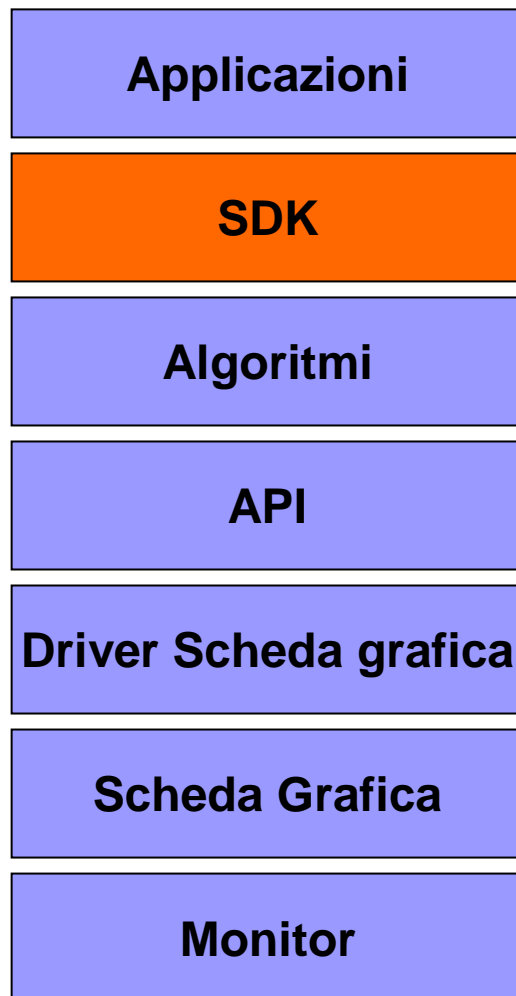 Applicazioni
SDK
Algoritmi
API
Driver Scheda grafica
Scheda Grafica
Monitor